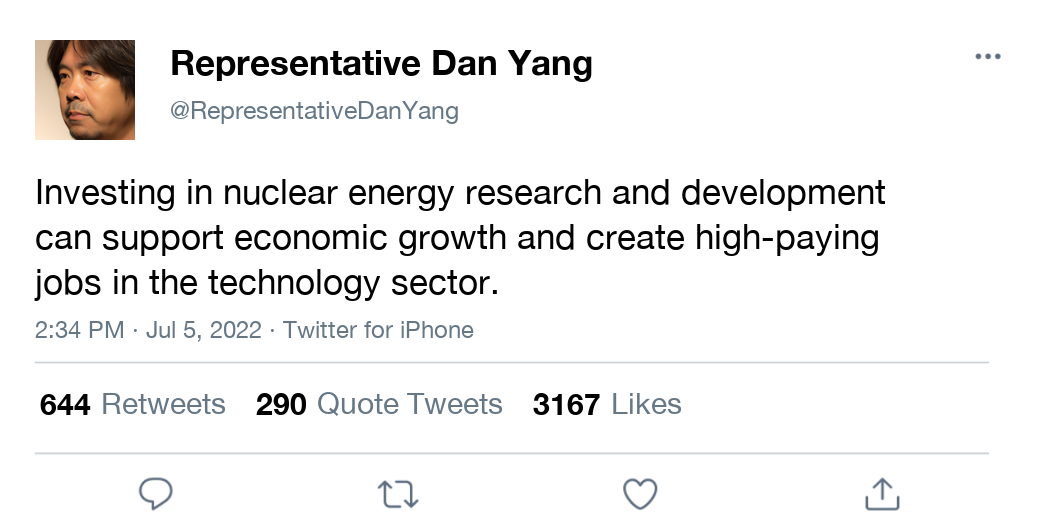 Representative Dan Yang
@RepresentativeDanYang
Investing in nuclear energy research and development
can support economic growth and create high-paying
jobs in the technology sector.
2:34 PM · Jul 5, 2022 · Twitter for iPhone
644 Retweets 290 Quote Tweets 3167 Likes